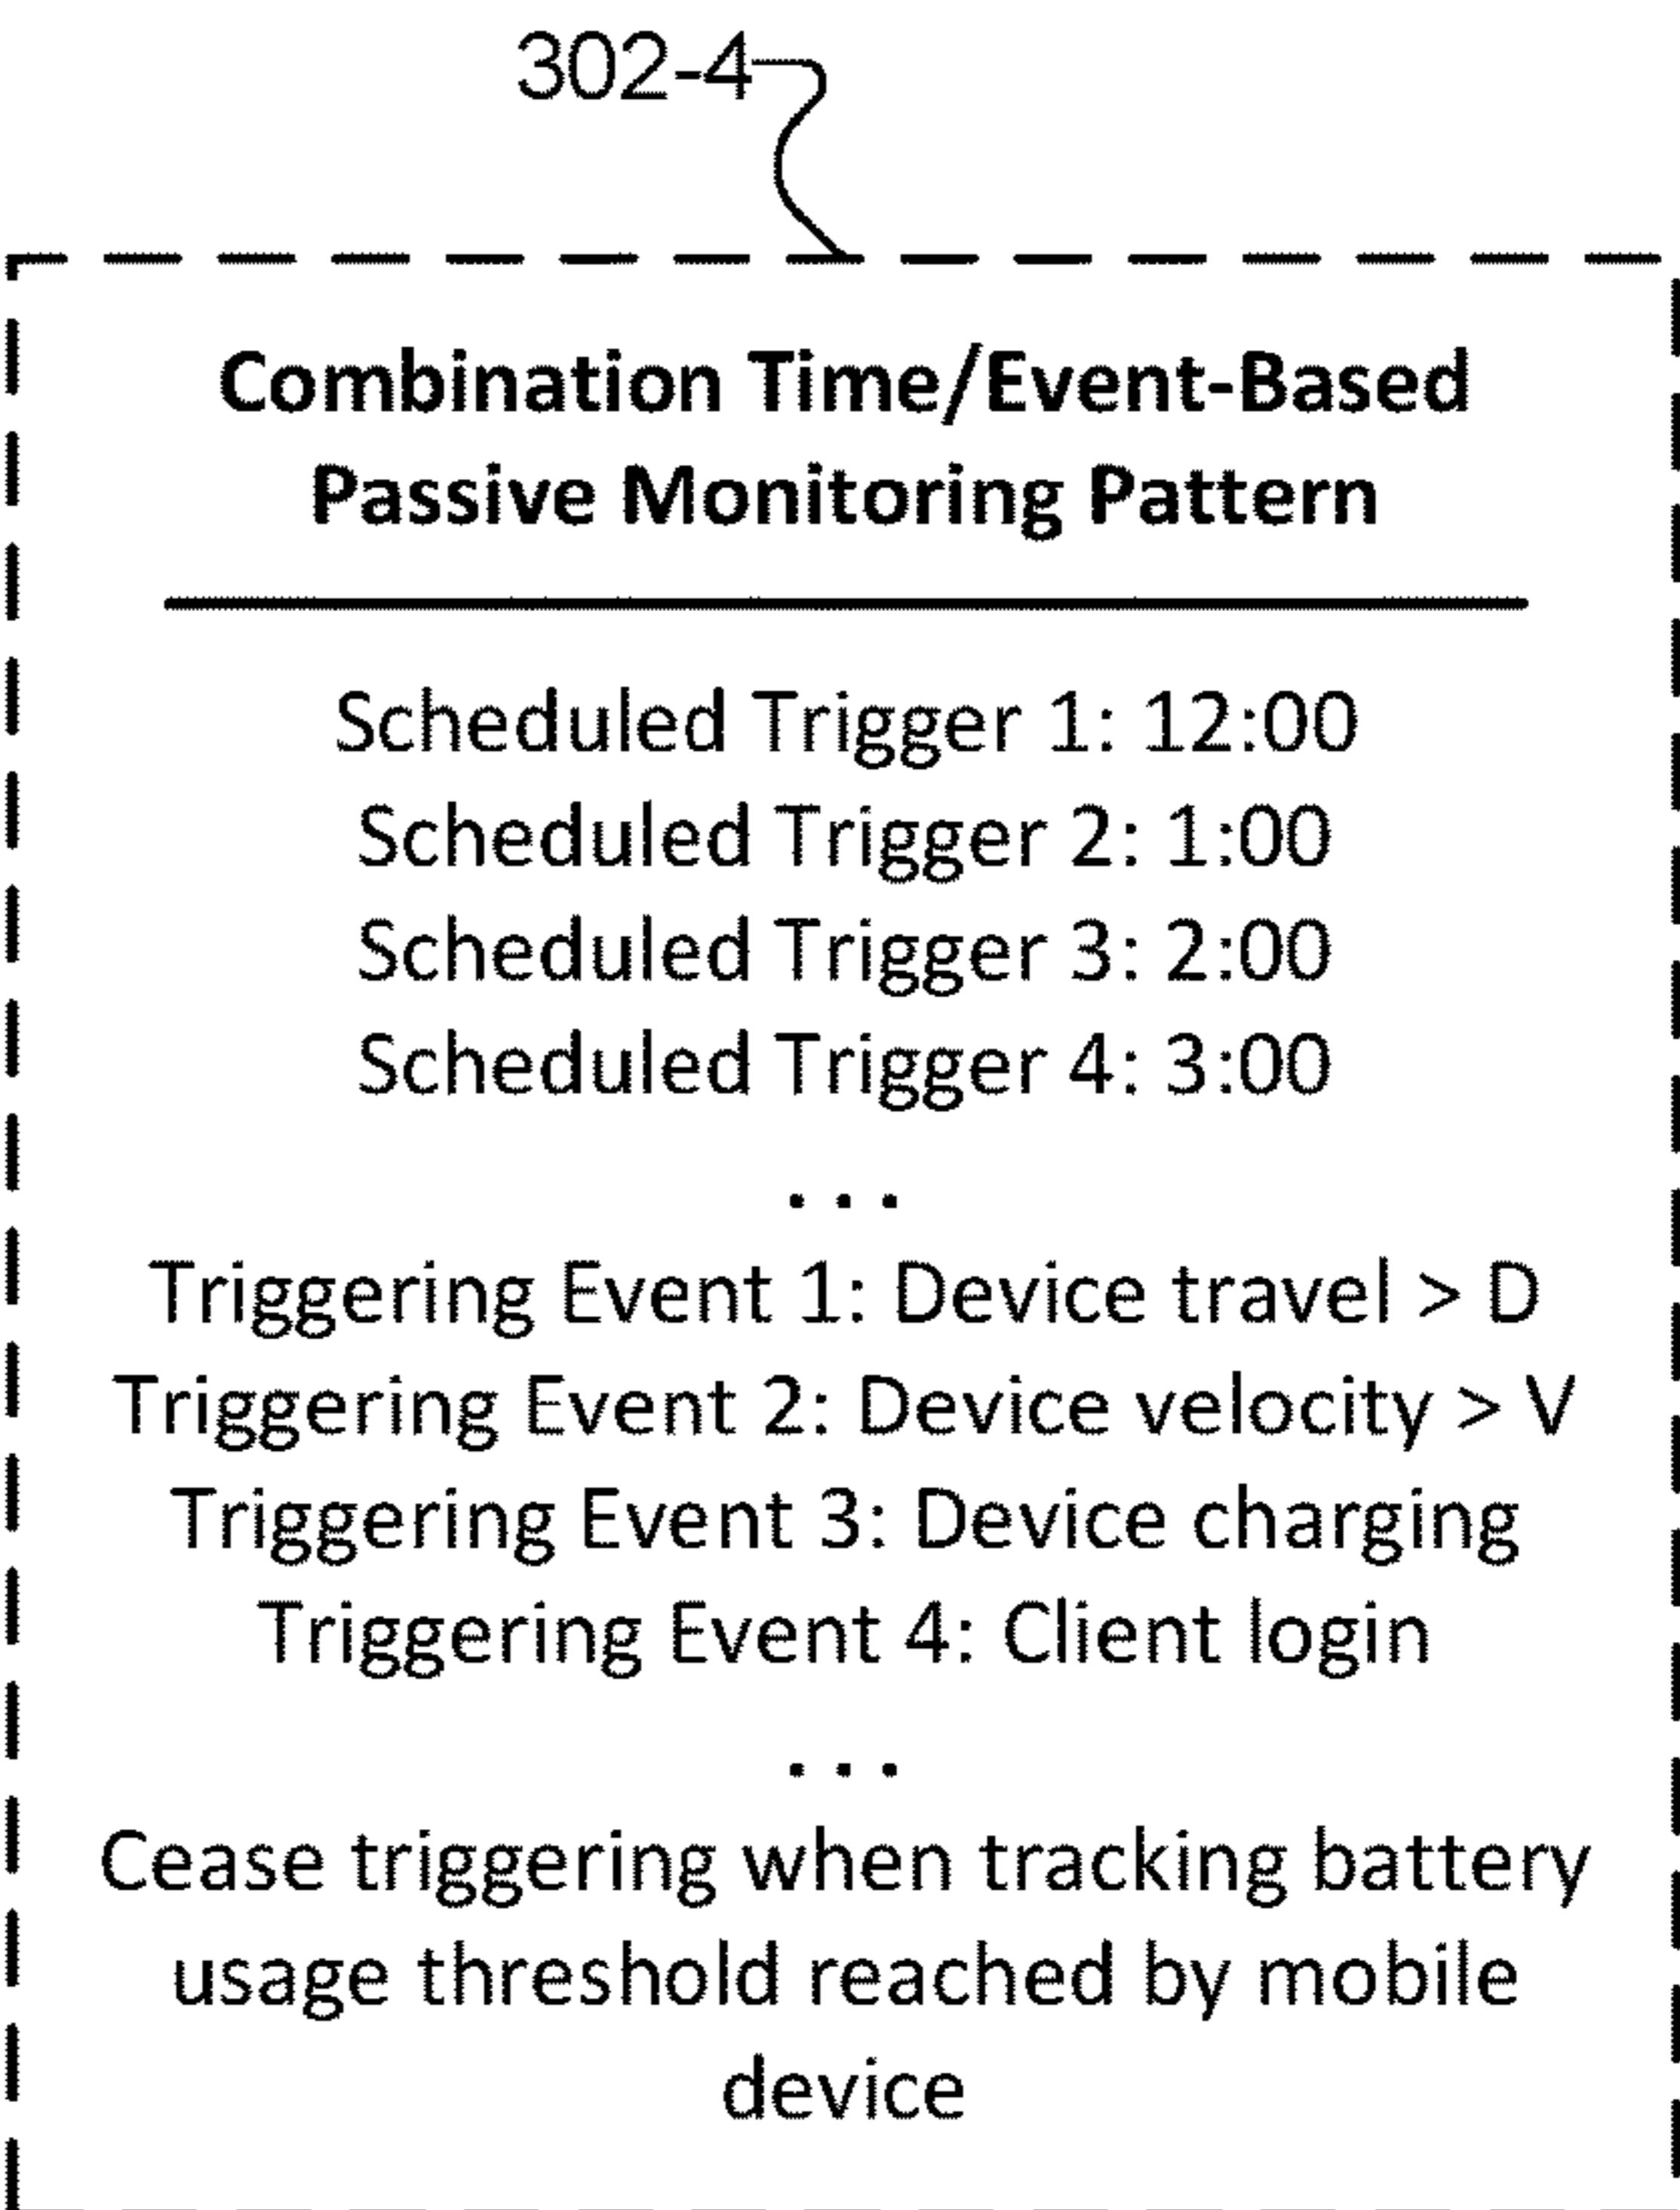 302-4
Combination Time/Event-Based
Passive Monitoring Pattern
Scheduled Trigger 1: 12:00
Scheduled Trigger 2: 1:00
Scheduled Trigger 3: 2:00
Scheduled Trigger 4: 3:00
. . .
Triggering Event 1: Device travel > D
Triggering Event 2: Device velocity > V
Triggering Event 3: Device charging
Triggering Event 4: Client login
. . .
Cease triggering when tracking battery
usage threshold reached by mobile
device